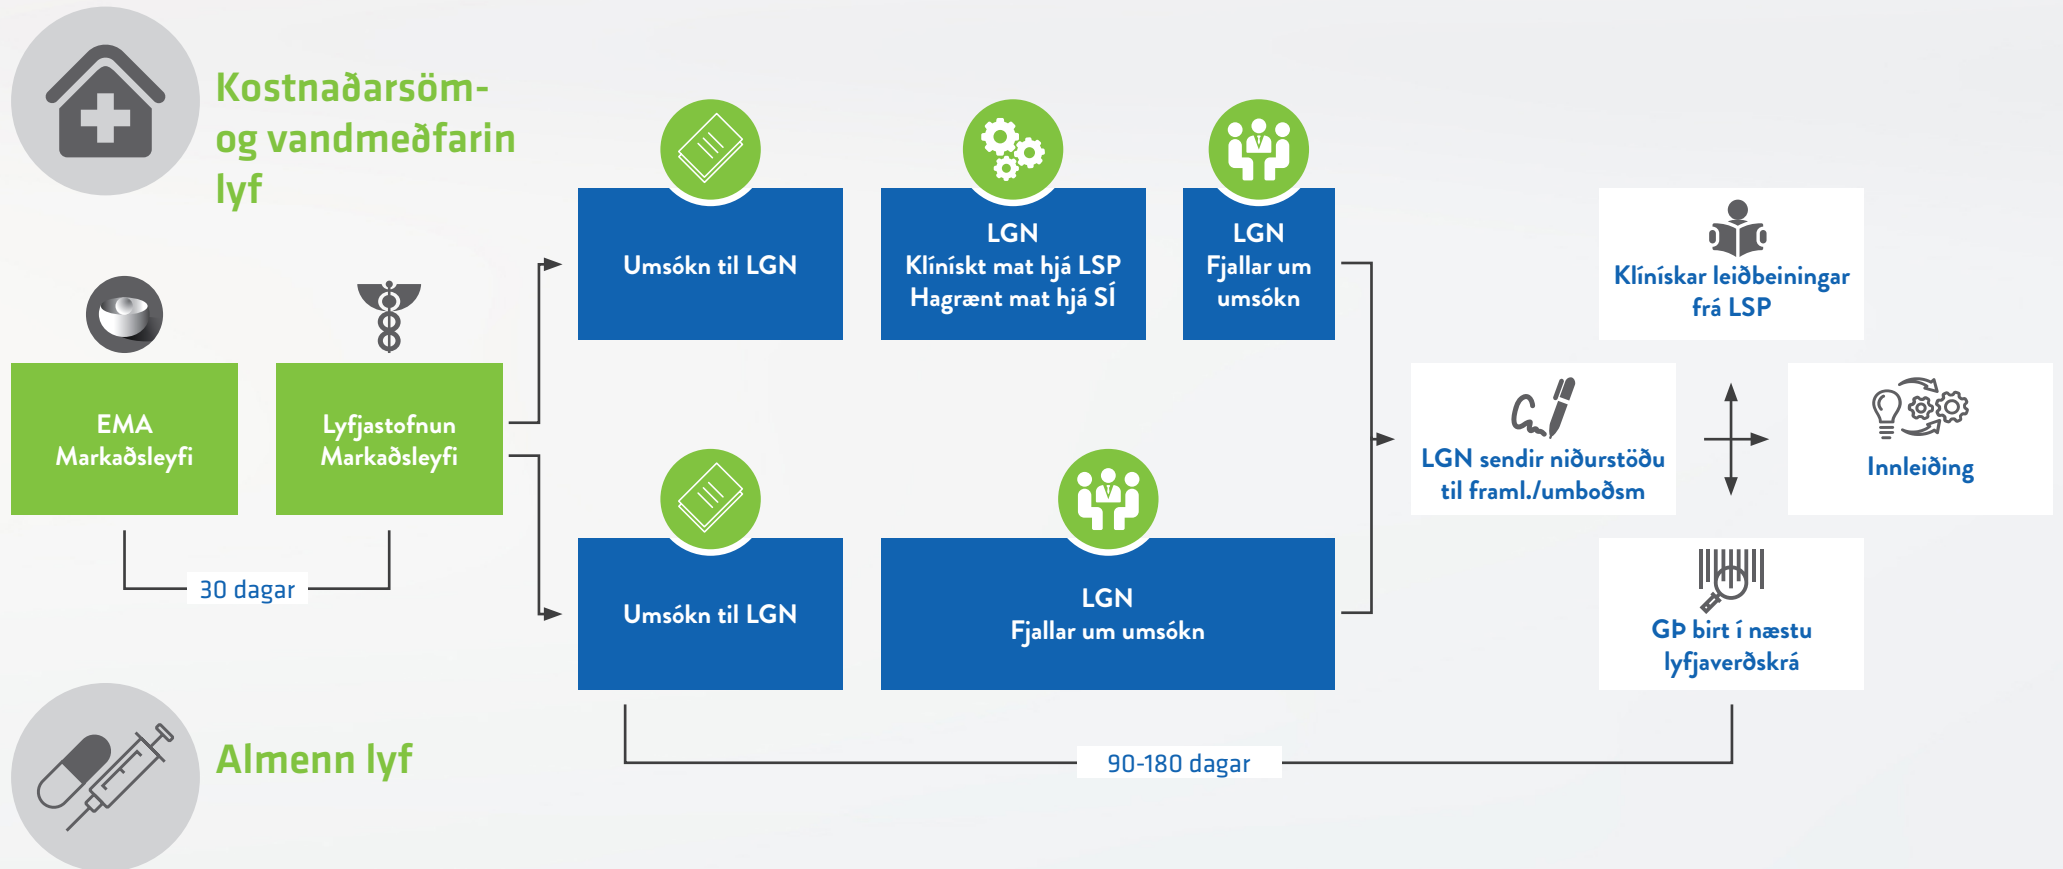 Kostnaðarsöm-
og vandmeðfarin
lyf
EMA
Markaðsleyfi
Lyfjastofnun
Markaðsleyfi
30 dagar
Umsókn til LGN
LGN
Klínískt mat hjá LSP
Hagrænt mat hjá SÍ
LGN
Fjallar um
umsókn
Umsókn til LGN
LGN
Fjallar um umsókn
LGN sendir niðurstöðu
til framl./umboðsm
Klínískar leiðbeiningar
frá LSP
Innleiðing
GÞ birt í næstu
lyfjaverðskrá
90-180 dagar
Almenn lyf